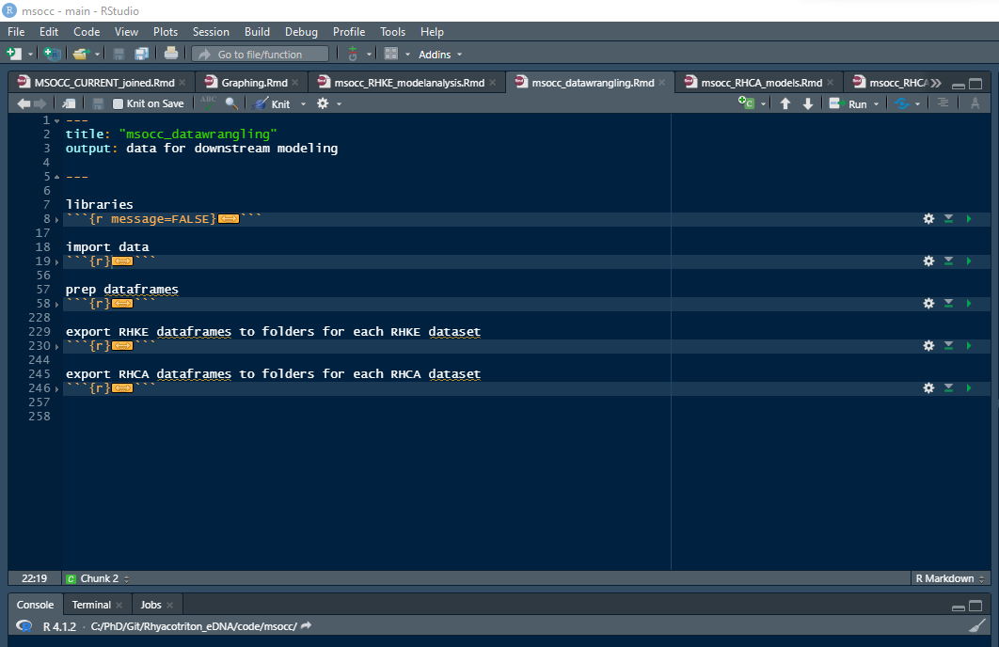 msocc - main - RStudio
File Edit Code View Plots Session Build Debug Profile Tools Help
Go to file/function Addins
MSOCC_CURRENT_joined.Rmd Graphing.Rmd msocc_RHKE_modelanalysis.Rmd msocc_datawrangling.Rmd msocc_RHCA_models.Rmd msocc_RHCA
Knit on Save ABC Knit Run
1 ---
2 title: "msocc_datawrangling"
3 output: data for downstream modeling
4
5 ---
6
7 libraries
8 ```{r message=FALSE} ```
17
18 import data
19 ```{r} ```
56
57 prep dataframes
58 ```{r} ```
228
229 export RHKE dataframes to folders for each RHKE dataset
230 ```{r} ```
244
245 export RHCA dataframes to folders for each RHCA dataset
246 ```{r} ```
257
258
22:19 C Chunk 2 R Markdown
Console Terminal Jobs
R 4.1.2 · C:/PhD/Git/Rhyacotriton_eDNA/code/msocc/